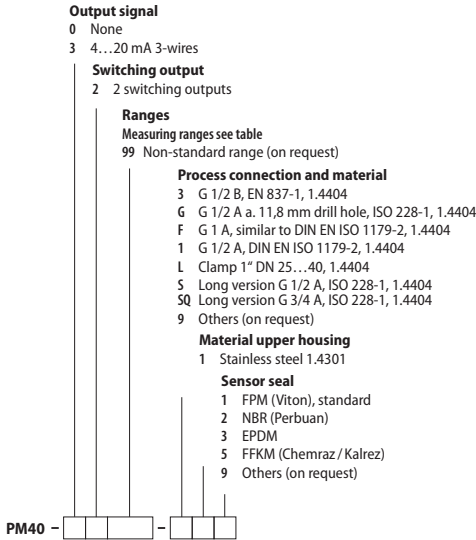 Output signal
0 None
3 4…20 mA 3-wires
Switching output
2 2 switching outputs
Ranges
Measuring ranges see table
99 Non-standard range (on request)
Process connection and material
3 G 1/2 B, EN 837-1, 1.4404
G G 1/2 A a. 11,8 mm drill hole, ISO 228-1, 1.4404
F G 1 A, similar to DIN EN ISO 1179-2, 1.4404
1 G 1/2 A, DIN EN ISO 1179-2, 1.4404
L Clamp 1“ DN 25…40, 1.4404
S Long version G 1/2 A, ISO 228-1, 1.4404
SQ Long version G 3/4 A, ISO 228-1, 1.4404
9 Others (on request)
Material upper housing
1 Stainless steel 1.4301
Sensor seal
1 FPM (Viton), standard
2 NBR (Perbuan)
3 EPDM
5 FFKM (Chemraz / Kalrez)
9 Others (on request)
PM40 – –